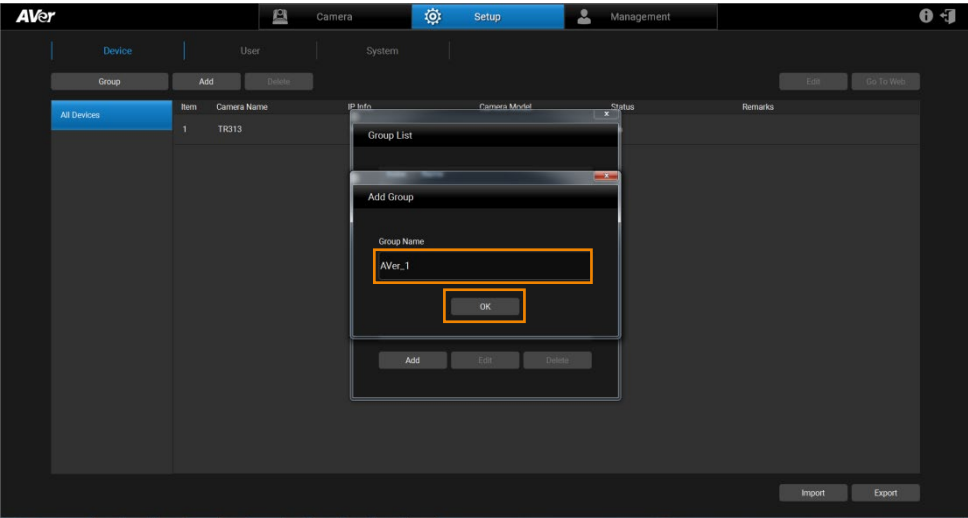 AVer
Camera
Setup
Management
Device
User
System
Group
Add
Delete
Edit
Go To Web
All Devices
Item Camera Name IP Info Camera Model Status Remarks
1 TR313
x
Group List
Name
x
Add Group
Group Name
AVer_1
OK
Add
Edit
Delete
Import
Export